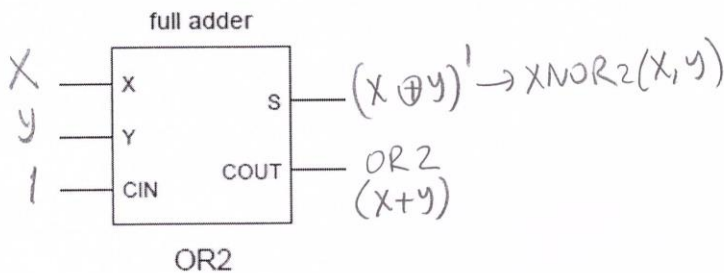 full adder
X X S (X ⊕ y)' → XNOR2(X, y)
y Y
1 CIN COUT OR2
(X+y)
OR2